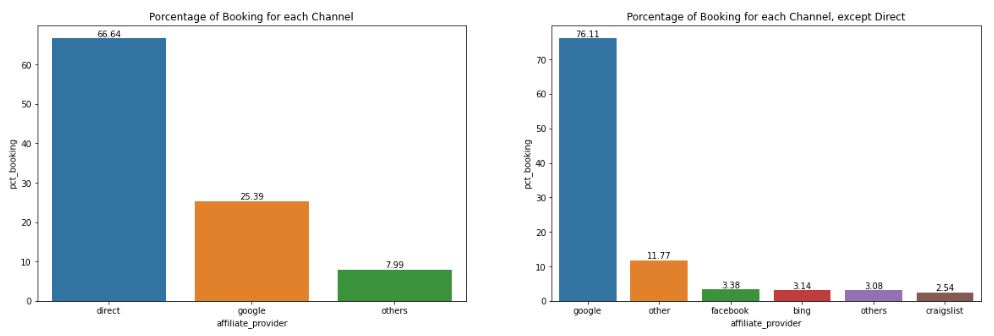 Porcentage of Booking for each Channel
66.64
60
50
40
30
25.39
20
10
7.99
0
pct_booking
direct google others
affiliate_provider
Porcentage of Booking for each Channel, except Direct
76.11
70
60
50
40
30
20
11.77
10
3.38 3.14 3.08 2.54
0
pct_booking
google other facebook bing others craigslist
affiliate_provider